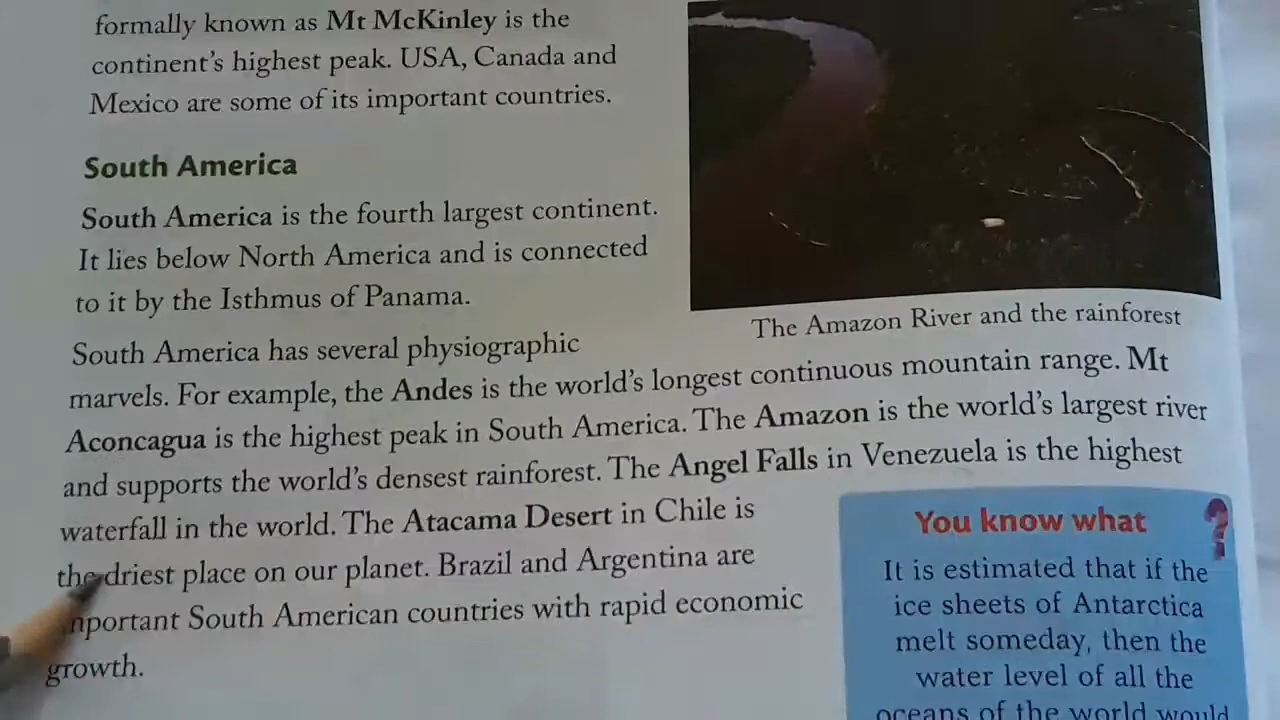 formally known as Mt McKinley is the
continent's highest peak. USA, Canada and
Mexico are some of its important countries.
South America
South America is the fourth largest continent.
It lies below North America and is connected
to it by the Isthmus of Panama.
The Amazon River and the rainforest
South America has several physiographic
marvels. For example, the Andes is the world's longest continuous mountain range. Mt
Aconcagua is the highest peak in South America. The Amazon is the world's largest river
and supports the world's densest rainforest. The Angel Falls in Venezuela is the highest
waterfall in the world. The Atacama Desert in Chile is
the driest place on our planet. Brazil and Argentina are
nportant South American countries with rapid economic
growth.
You know what ?
It is estimated that if the
ice sheets of Antarctica
melt someday, then the
water level of all the
oceans of the world would